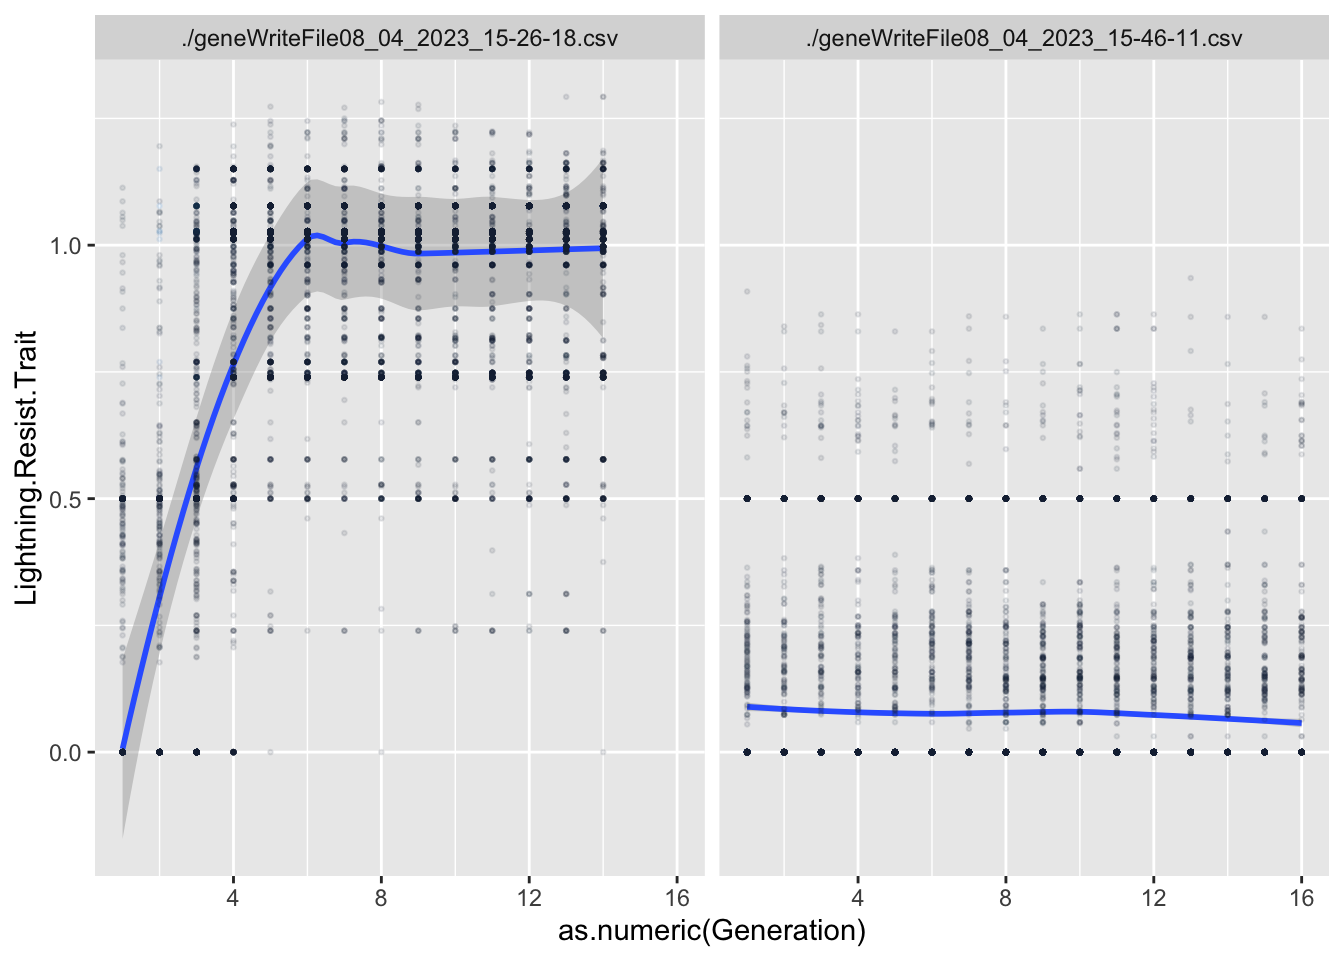 ./geneWriteFile08_04_2023_15-26-18.csv
./geneWriteFile08_04_2023_15-46-11.csv
Lightning.Resist.Trait
1.0
0.5
0.0
4 8 12 16
4 8 12 16
as.numeric(Generation)